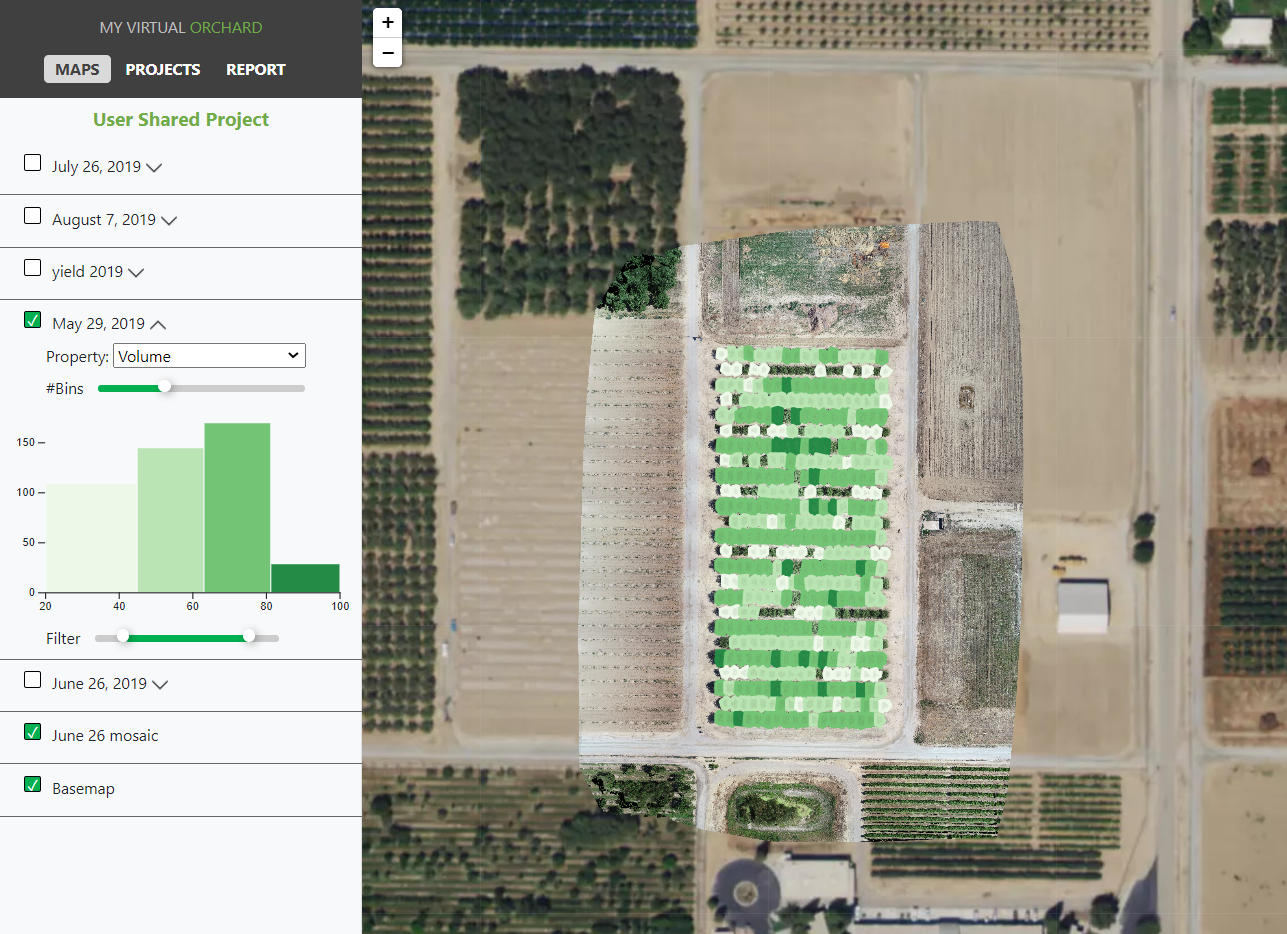 MY VIRTUAL ORCHARD
MAPS PROJECTS REPORT
User Shared Project
July 26, 2019
August 7, 2019
yield 2019
May 29, 2019
Property: Volume
#Bins
150
100
50
0
20 40 60 80 100
Filter
June 26, 2019
June 26 mosaic
Basemap
+
−